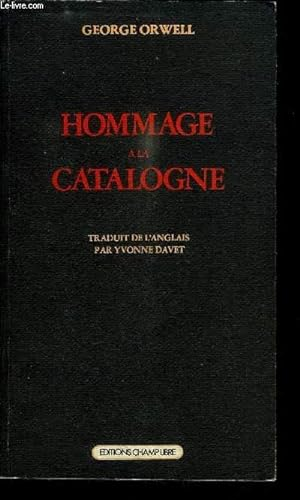 Le-livre.com
GEORGE ORWELL
HOMMAGE
A LA
CATALOGNE
TRADUIT DE L'ANGLAIS
PAR YVONNE DAVET
EDITIONS CHAMP LIBRE